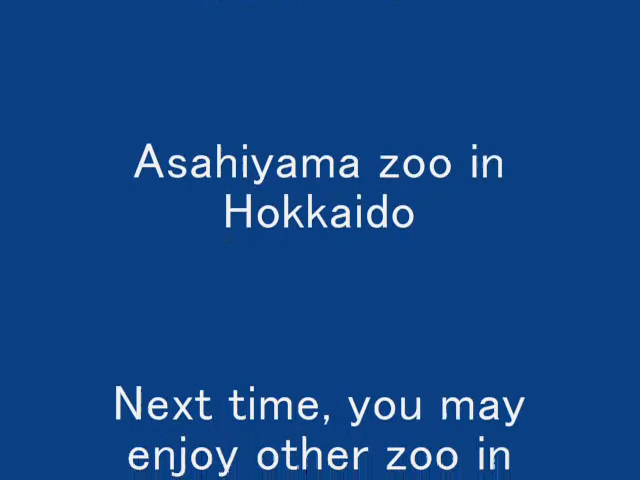 Asahiyama zoo in
Hokkaido
Next time, you may
enjoy other zoo in